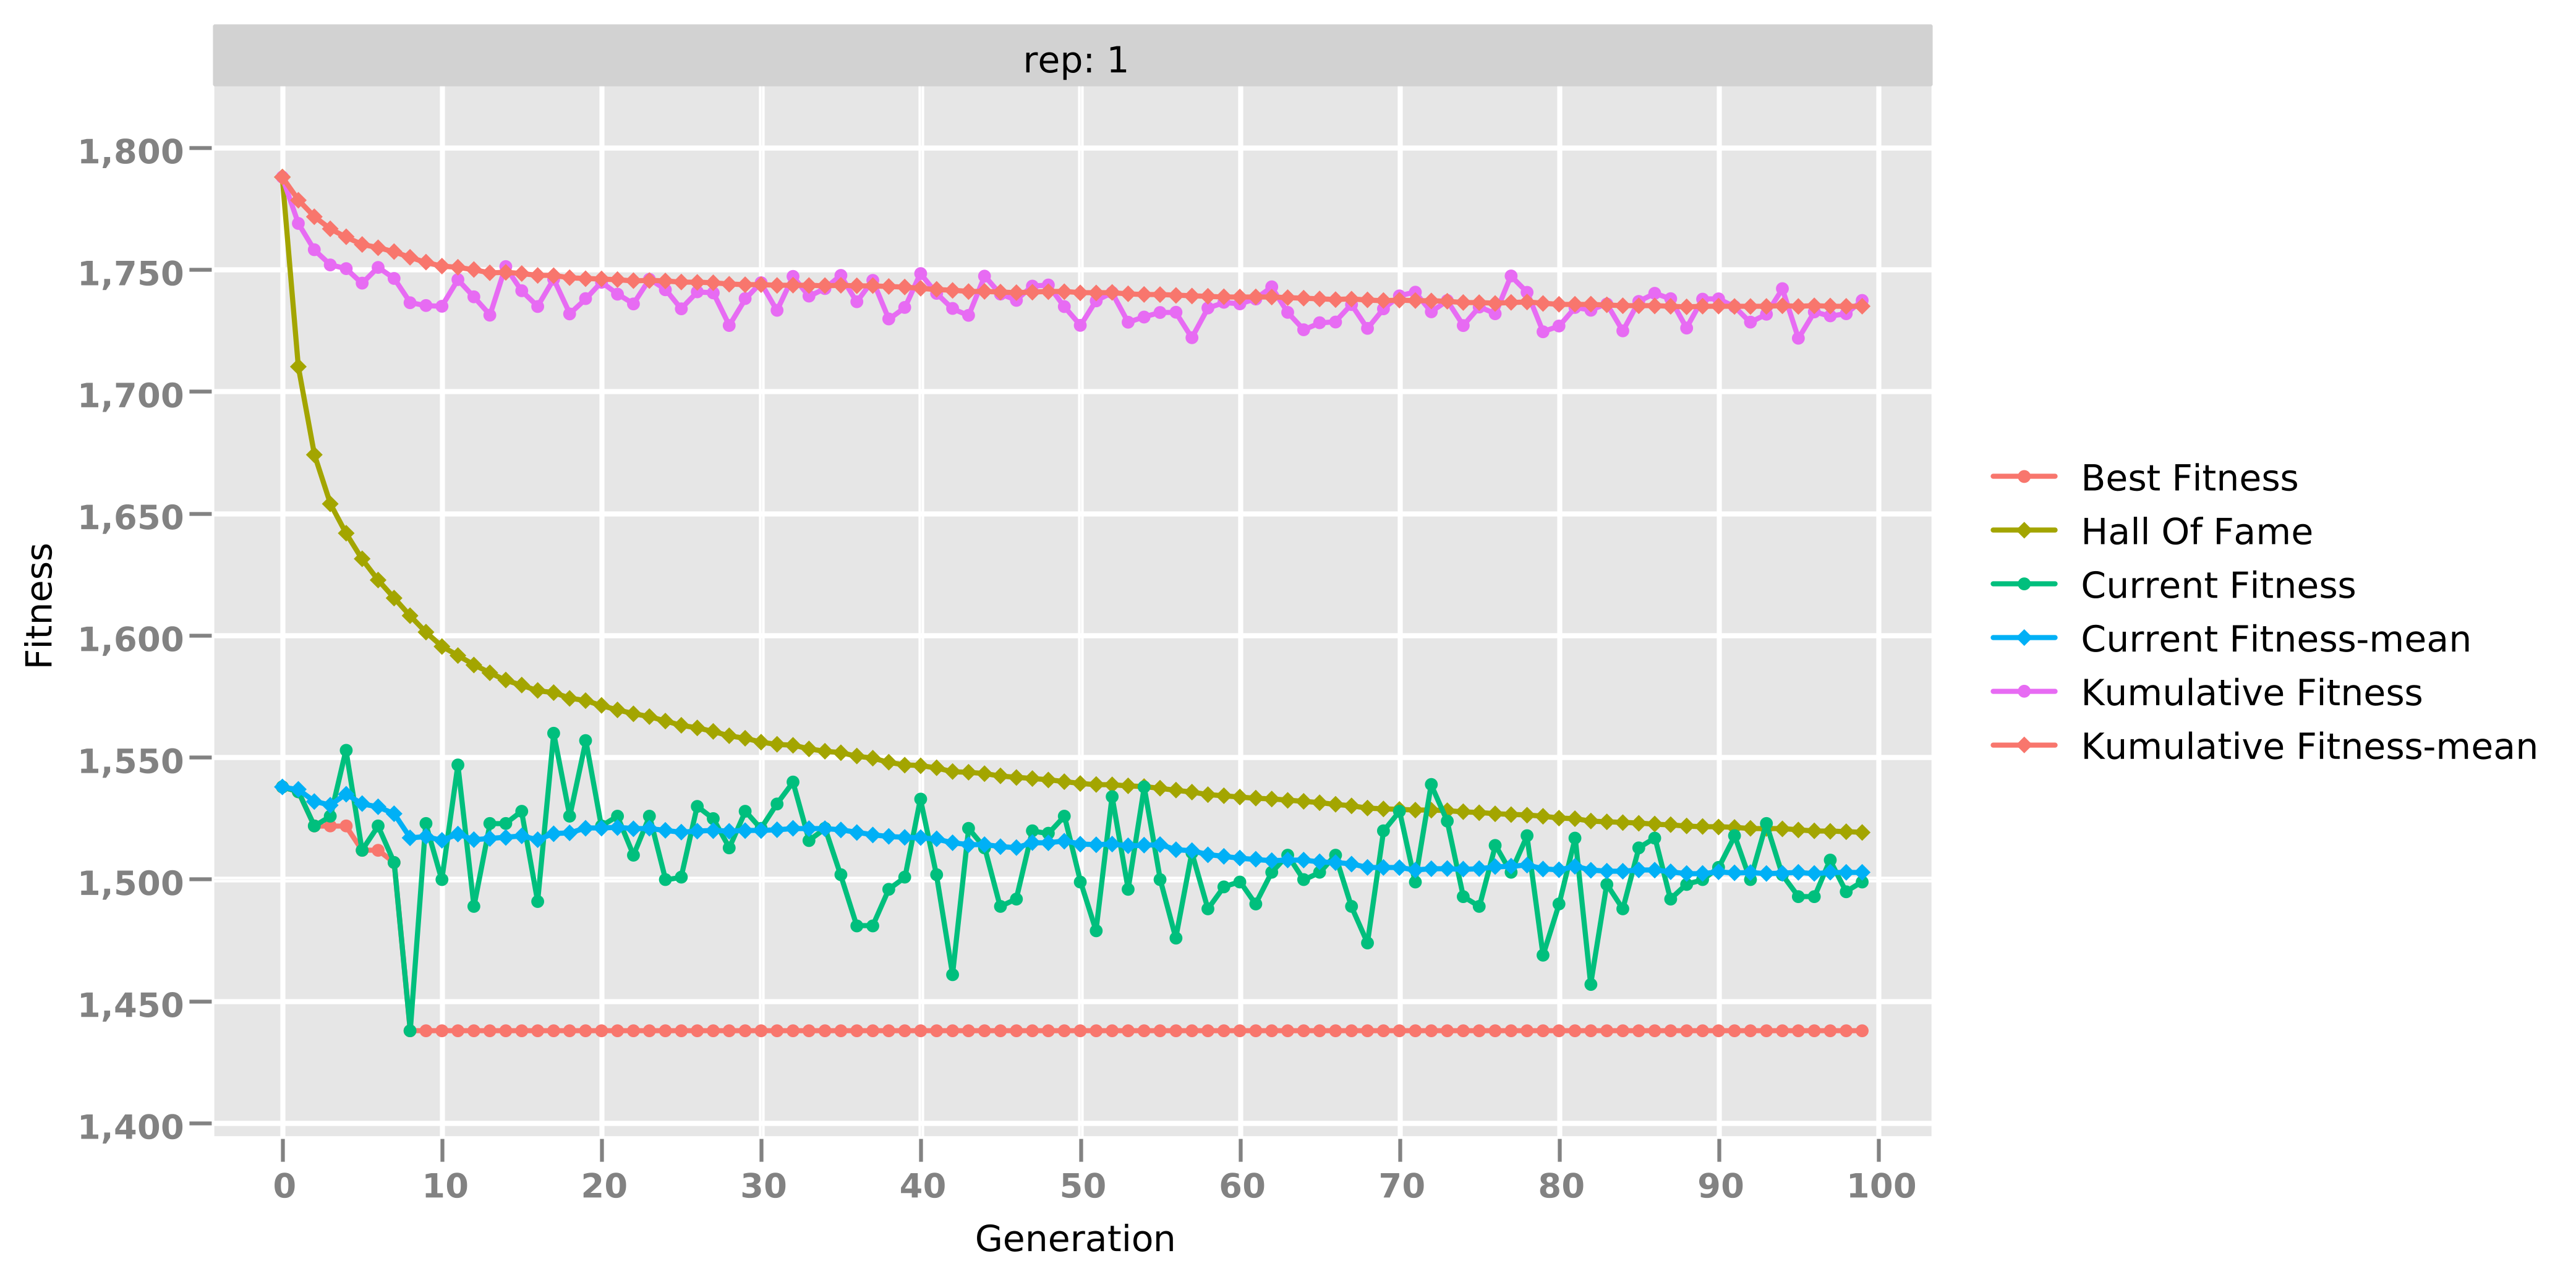 rep: 1
1,800
1,750
1,700
1,650
1,600
1,550
1,500
1,450
1,400
Fitness
0 10 20 30 40 50 60 70 80 90 100
Generation
Best Fitness
Hall Of Fame
Current Fitness
Current Fitness-mean
Kumulative Fitness
Kumulative Fitness-mean